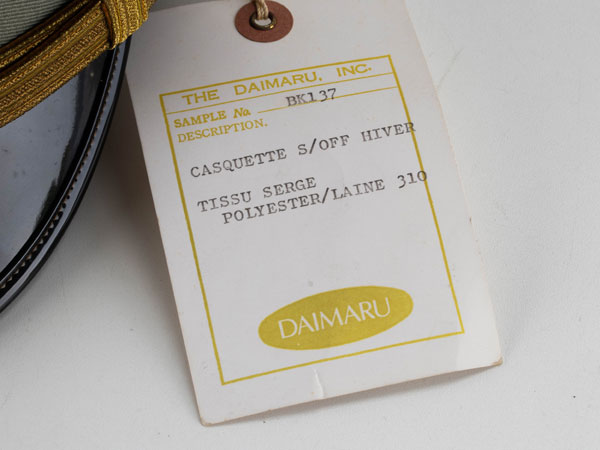 THE DAIMARU, INC.
SAMPLE No. BK137
DESCRIPTION.
CASQUETTE S/OFF HIVER
TISSU SERGE
POLYESTER/LAINE 310
DAIMARU